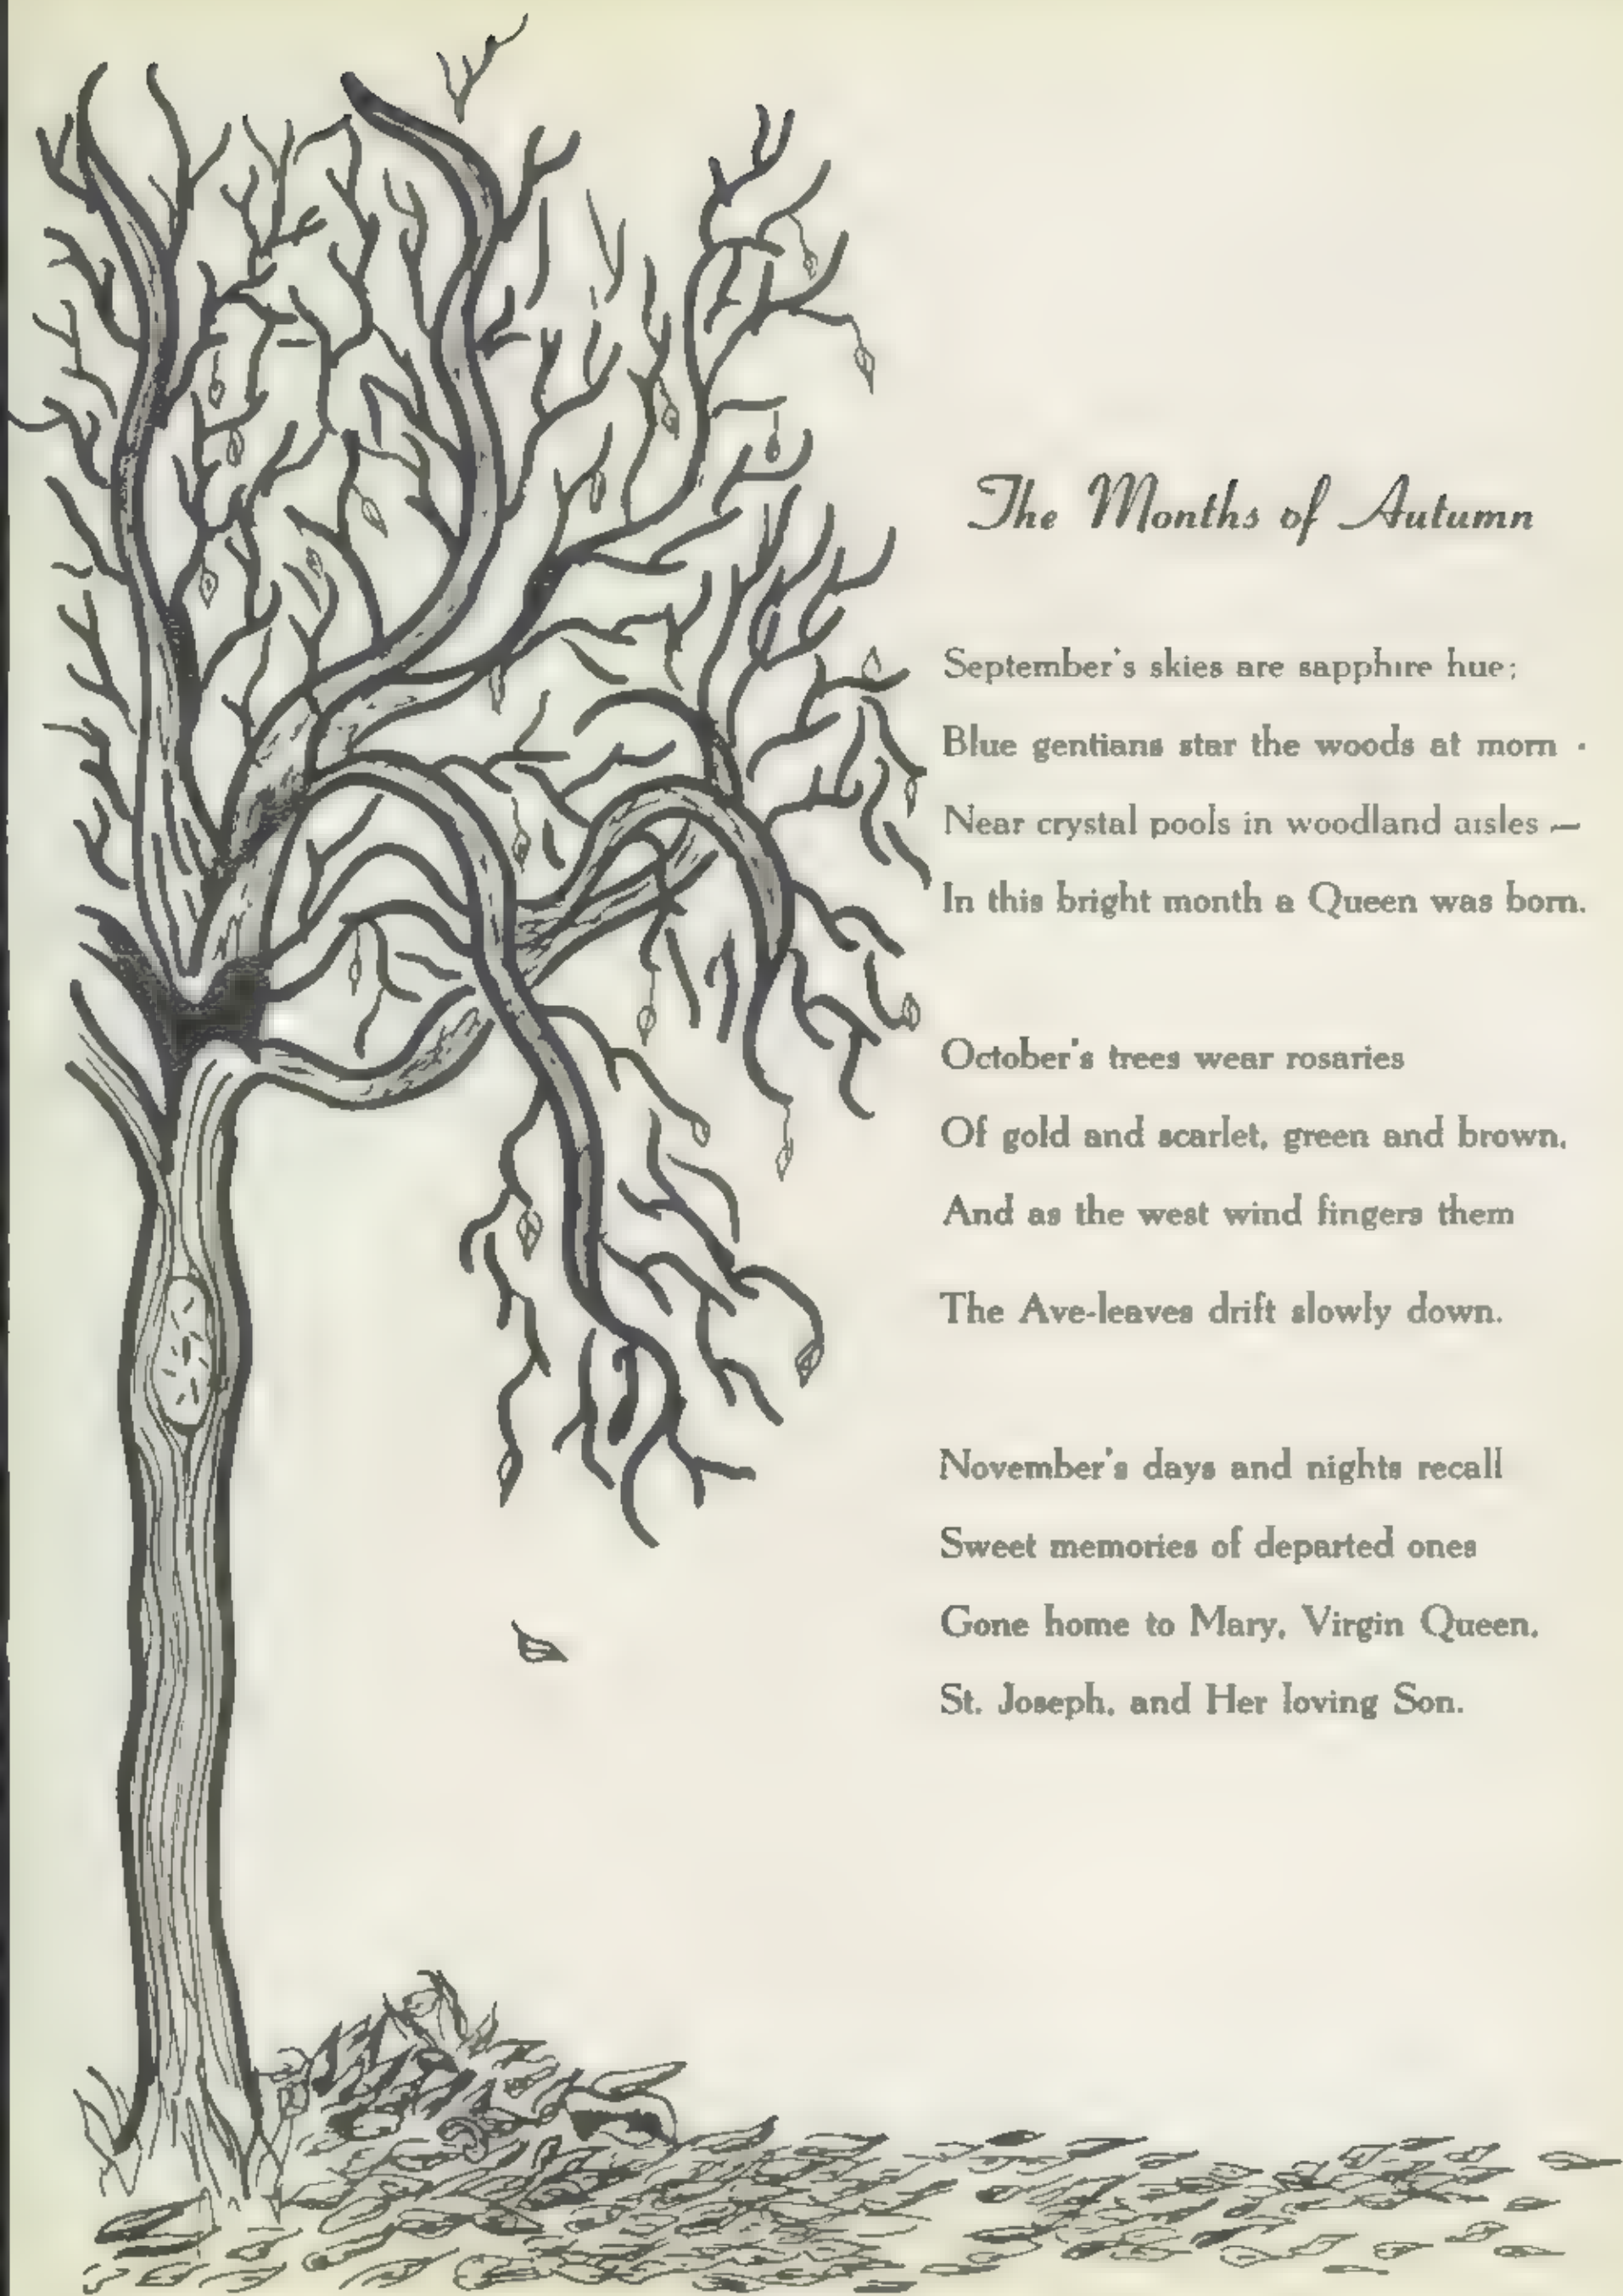 The Months of Autumn
September's skies are sapphire hue;
Blue gentians star the woods at morn -
Near crystal pools in woodland aisles —
In this bright month a Queen was born.
October's trees wear rosaries
Of gold and scarlet, green and brown,
And as the west wind fingers them
The Ave-leaves drift slowly down.
November's days and nights recall
Sweet memories of departed ones
Gone home to Mary, Virgin Queen,
St. Joseph, and Her loving Son.